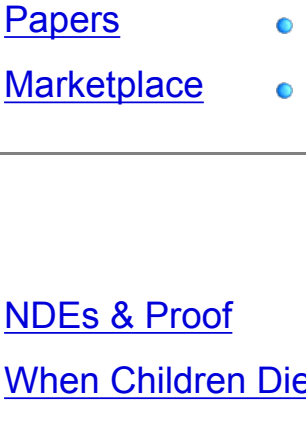 Papers
Marketplace
NDEs & Proof
When Children Die